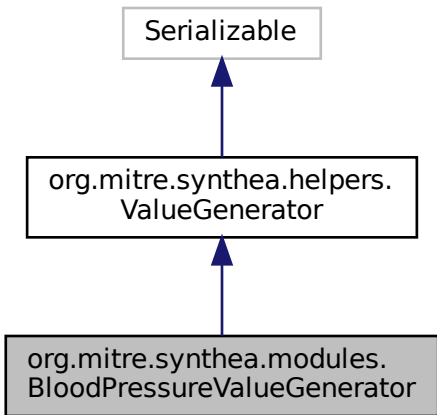 Serializable
org.mitre.synthea.helpers.
ValueGenerator
org.mitre.synthea.modules.
BloodPressureValueGenerator